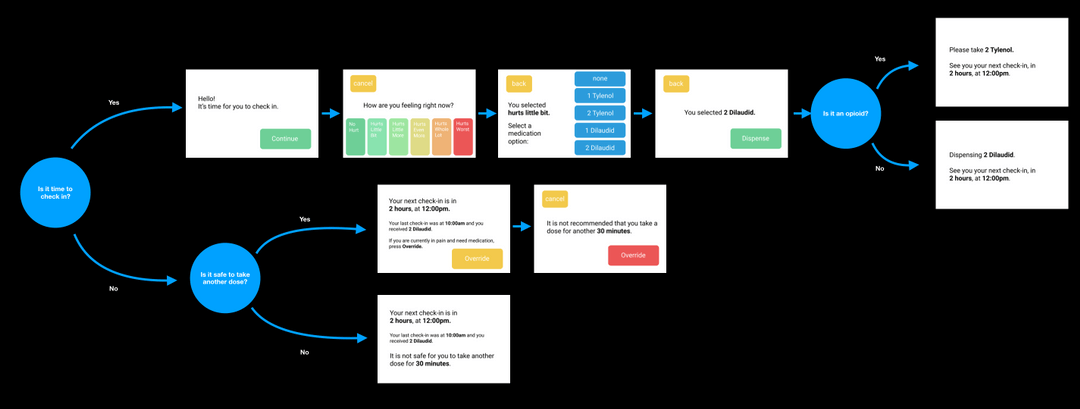 Is it time to
check in?
Yes
No
Hello!
It's time for you to check in.
Continue
cancel
How are you feeling right now?
No
Hurt
Hurts
Little
Bit
Hurts
Little
More
Hurts
Even
More
Hurts
Whole
Lot
Hurts
Worst
back
You selected
hurts little bit.
Select a
medication
option:
none
1 Tylenol
2 Tylenol
1 Dilaudid
2 Dilaudid
back
You selected 2 Dilaudid.
Dispense
Is it an opioid?
Yes
No
Please take 2 Tylenol.
See you your next check-in, in
2 hours, at 12:00pm.
Dispensing 2 Dilaudid.
See you your next check-in, in
2 hours, at 12:00pm.
Is it safe to take
another dose?
Yes
No
Your next check-in is in
2 hours, at 12:00pm.
Your last check-in was at 10:00am and you
received 2 Dilaudid.
If you are currently in pain and need medication,
press Override.
Override
cancel
It is not recommended that you take a
dose for another 30 minutes.
Override
Your next check-in is in
2 hours, at 12:00pm.
Your last check-in was at 10:00am and you
received 2 Dilaudid.
It is not safe for you to take another
dose for 30 minutes.